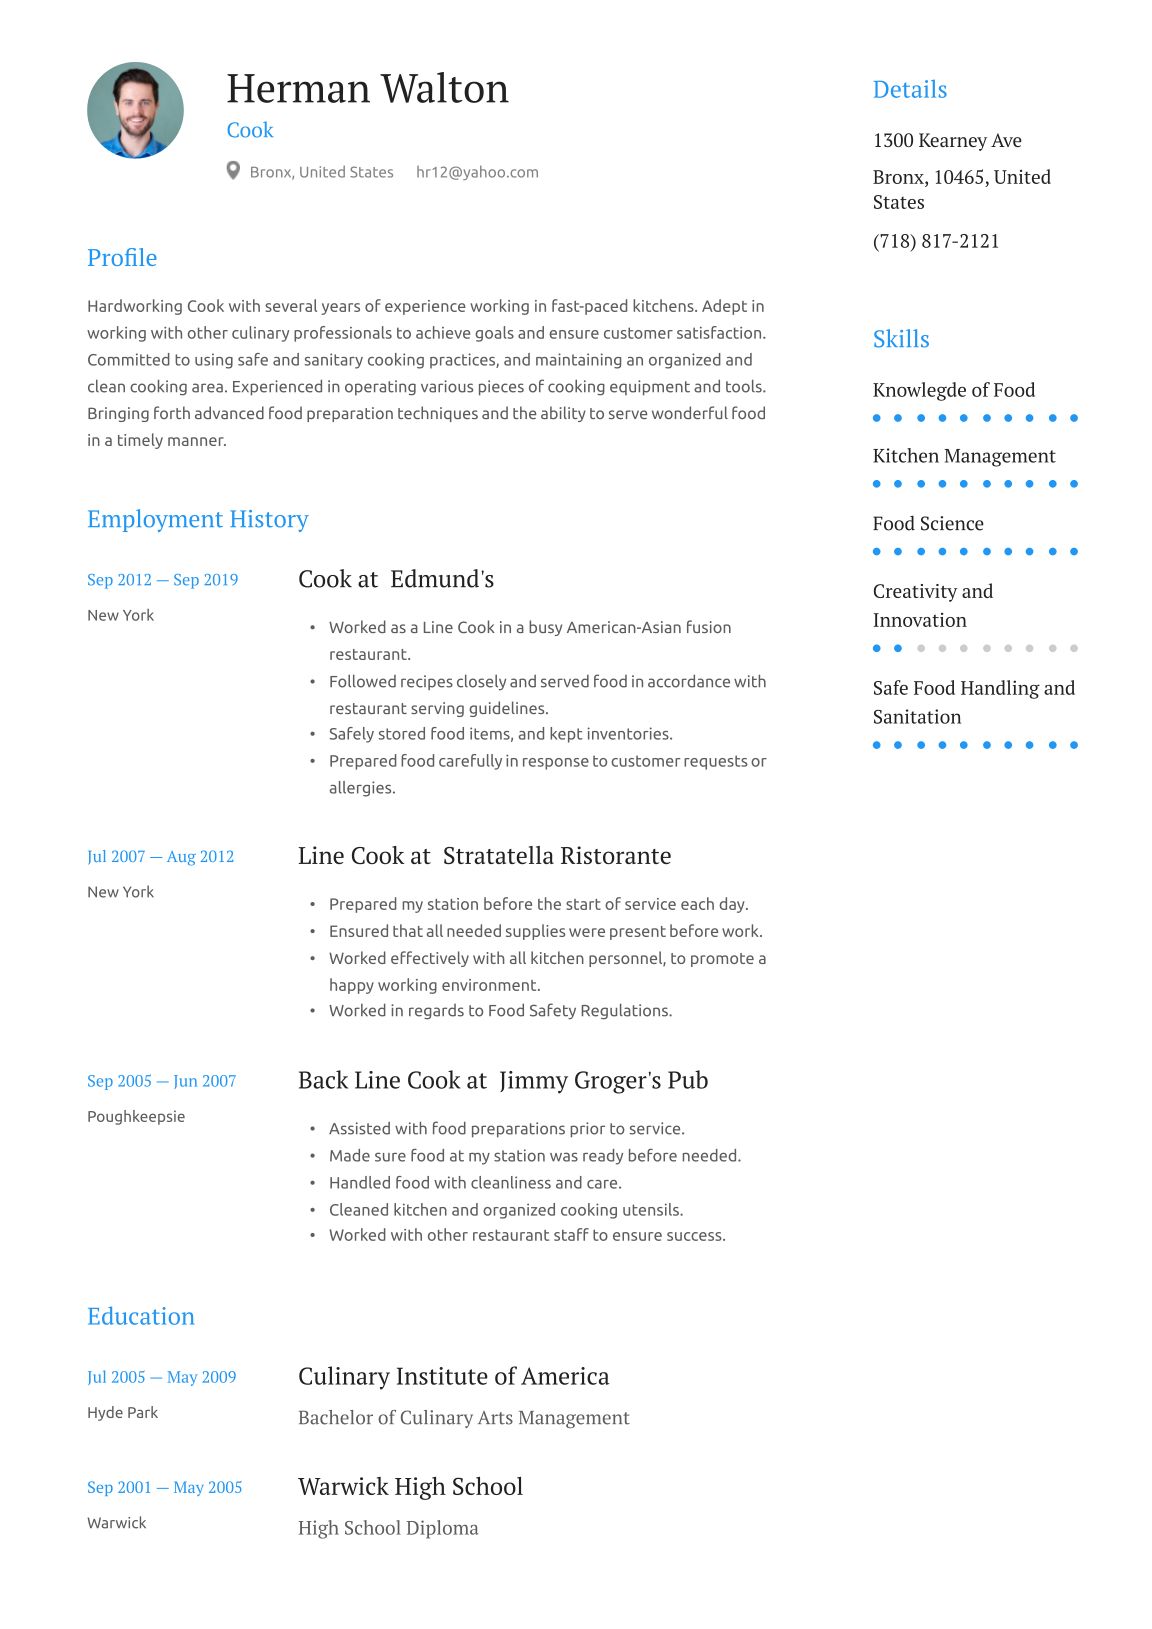 Herman Walton
Cook
Bronx, United States hr12@yahoo.com
Profile
Hardworking Cook with several years of experience working in fast-paced kitchens. Adept in
working with other culinary professionals to achieve goals and ensure customer satisfaction.
Committed to using safe and sanitary cooking practices, and maintaining an organized and
clean cooking area. Experienced in operating various pieces of cooking equipment and tools.
Bringing forth advanced food preparation techniques and the ability to serve wonderful food
in a timely manner.
Employment History
Sep 2012 — Sep 2019
New York
Cook at Edmund's
• Worked as a Line Cook in a busy American-Asian fusion
restaurant.
• Followed recipes closely and served food in accordance with
restaurant serving guidelines.
• Safely stored food items, and kept inventories.
• Prepared food carefully in response to customer requests or
allergies.
Jul 2007 — Aug 2012
New York
Line Cook at Stratatella Ristorante
• Prepared my station before the start of service each day.
• Ensured that all needed supplies were present before work.
• Worked effectively with all kitchen personnel, to promote a
happy working environment.
• Worked in regards to Food Safety Regulations.
Sep 2005 — Jun 2007
Poughkeepsie
Back Line Cook at Jimmy Groger's Pub
• Assisted with food preparations prior to service.
• Made sure food at my station was ready before needed.
• Handled food with cleanliness and care.
• Cleaned kitchen and organized cooking utensils.
• Worked with other restaurant staff to ensure success.
Education
Jul 2005 — May 2009
Hyde Park
Culinary Institute of America
Bachelor of Culinary Arts Management
Sep 2001 — May 2005
Warwick
Warwick High School
High School Diploma
Details
1300 Kearney Ave
Bronx, 10465, United
States
(718) 817-2121
Skills
Knowlegde of Food
Kitchen Management
Food Science
Creativity and
Innovation
Safe Food Handling and
Sanitation